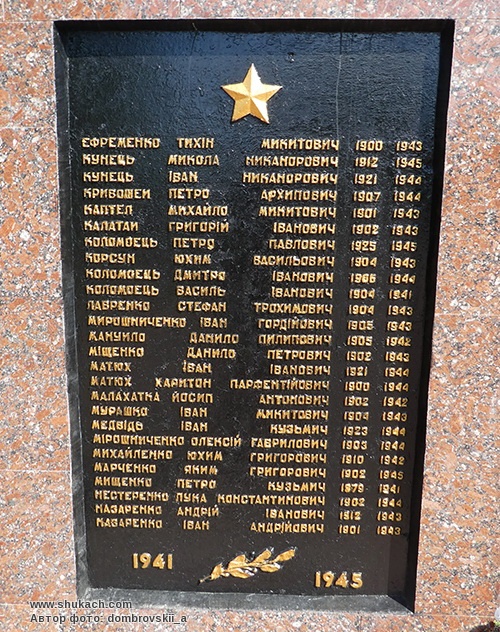 ЄФРЕМЕНКО ТИХІН МИКИТОВИЧ 1900 1943
КУНЕЦЬ МИКОЛА НИКАНОРОВИЧ 1912 1945
КУНЕЦЬ ІВАН НИКАНОРОВИЧ 1921 1944
КРИВОШЕИ ПЕТРО АРХИПОВИЧ 1907 1944
КАПТЕЛ МИХАЙЛО МИКИТОВИЧ 1901 1943
КАЛАТАИ ГРИГОРІЙ ІВАНОВИЧ 1902 1943
КОЛОМОЄЦЬ ПЕТРО ПАВЛОВИЧ 1925 1945
КОРСУН ЮХИМ ВАСИЛЬОВИЧ 1904 1943
КОЛОМОЄЦЬ ДМИТРО ІВАНОВИЧ 1906 1944
КОЛОМОЄЦЬ ВАСИЛЬ ІВАНОВИЧ 1904 1941
ЛАВРЕНКО СТЕФАН ТРОХИМОВИЧ 1904 1943
МИРОШНИЧЕНКО ІВАН ГОРДІЙОВИЧ 1905 1943
МАНУИЛО ДАНИЛО ПИЛИПОВИЧ 1905 1942
МІЩЕНКО ДАНИЛО ПЕТРОВИЧ 1902 1943
МАТЮХ ІВАН ІВАНОВИЧ 1921 1944
МАТЮХ ХАРИТОН ПАРФЕНТІЙОВИЧ 1900 1944
МАЛАХАТКА ЙОСИП АНТОНОВИЧ 1902 1942
МУРАШКО ІВАН МИКИТОВИЧ 1904 1943
МЕДВІДЬ ІВАН КУЗЬМИЧ 1923 1944
МІРОШНИЧЕНКО ОЛЕКСІЙ ГАВРИЛОВИЧ 1903 1944
МИХАЙЛЕНКО ЮХИМ ГРИГОРОВИЧ 1910 1942
МАРЧЕНКО ЯКИМ ГРИГОРОВИЧ 1902 1945
МИЩЕНКО ПЕТРО КУЗЬМИЧ 1879 1941
НЕСТЕРЕНКО ЛУКА КОНСТАНТИНОВИЧ 1902 1944
НАЗАРЕНКО АНДРІЙ ІВАНОВИЧ 1912 1943
НАЗАРЕНКО ІВАН АНДРІЙОВИЧ 1901 1943
1941
1945
www.shukach.com
Автор фото: dombrovskii_a